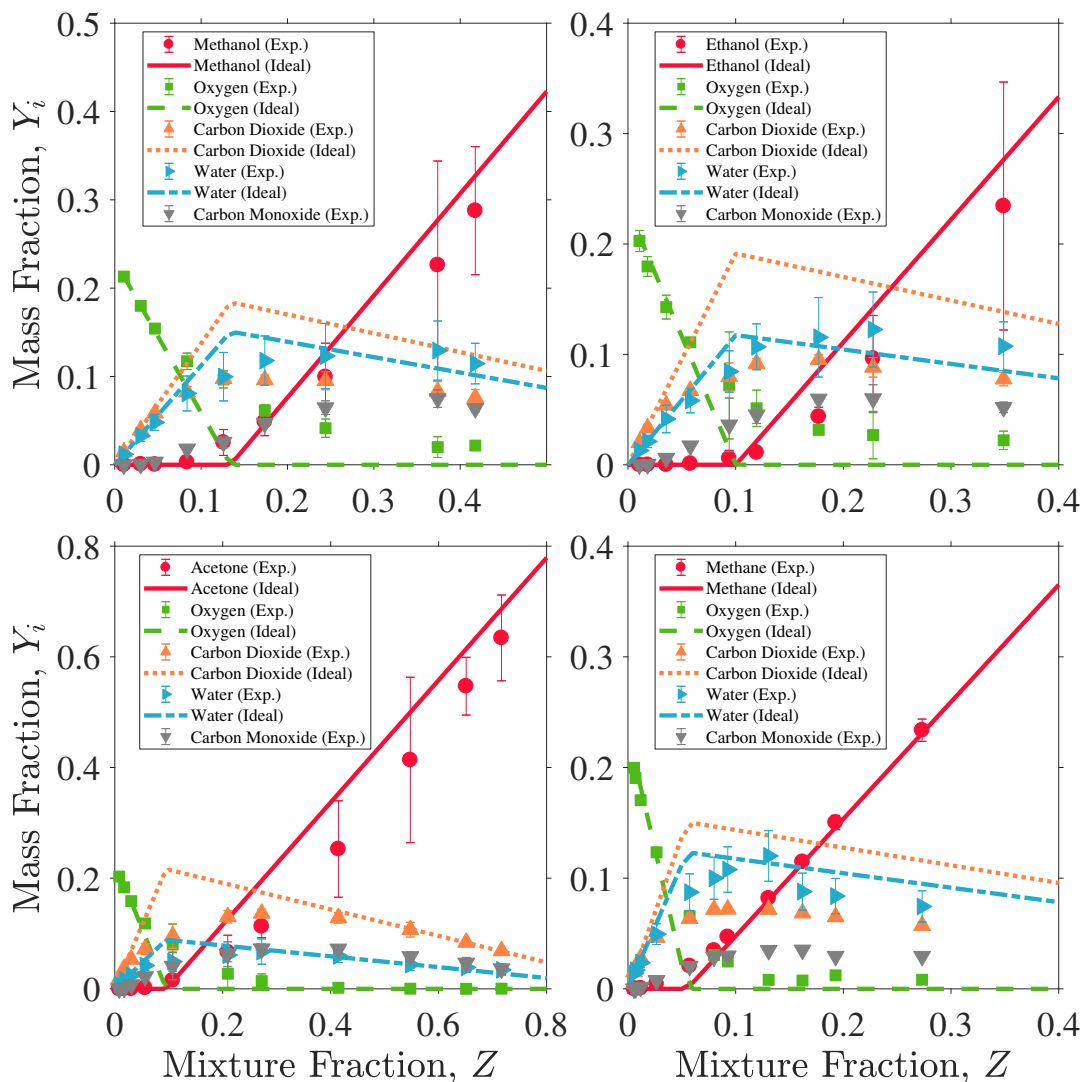 Mass Fraction, Y_i
0.5
0.4
0.3
0.2
0.1
0
Methanol (Exp.)
Methanol (Ideal)
Oxygen (Exp.)
Oxygen (Ideal)
Carbon Dioxide (Exp.)
Carbon Dioxide (Ideal)
Water (Exp.)
Water (Ideal)
Carbon Monoxide (Exp.)
0 0.1 0.2 0.3 0.4
0.4
0.3
0.2
0.1
0
Ethanol (Exp.)
Ethanol (Ideal)
Oxygen (Exp.)
Oxygen (Ideal)
Carbon Dioxide (Exp.)
Carbon Dioxide (Ideal)
Water (Exp.)
Water (Ideal)
Carbon Monoxide (Exp.)
0 0.1 0.2 0.3 0.4
Mass Fraction, Y_i
0.8
0.6
0.4
0.2
0
Acetone (Exp.)
Acetone (Ideal)
Oxygen (Exp.)
Oxygen (Ideal)
Carbon Dioxide (Exp.)
Carbon Dioxide (Ideal)
Water (Exp.)
Water (Ideal)
Carbon Monoxide (Exp.)
0 0.2 0.4 0.6 0.8
Mixture Fraction, Z
0.4
0.3
0.2
0.1
0
Methane (Exp.)
Methane (Ideal)
Oxygen (Exp.)
Oxygen (Ideal)
Carbon Dioxide (Exp.)
Carbon Dioxide (Ideal)
Water (Exp.)
Water (Ideal)
Carbon Monoxide (Exp.)
0 0.1 0.2 0.3 0.4
Mixture Fraction, Z